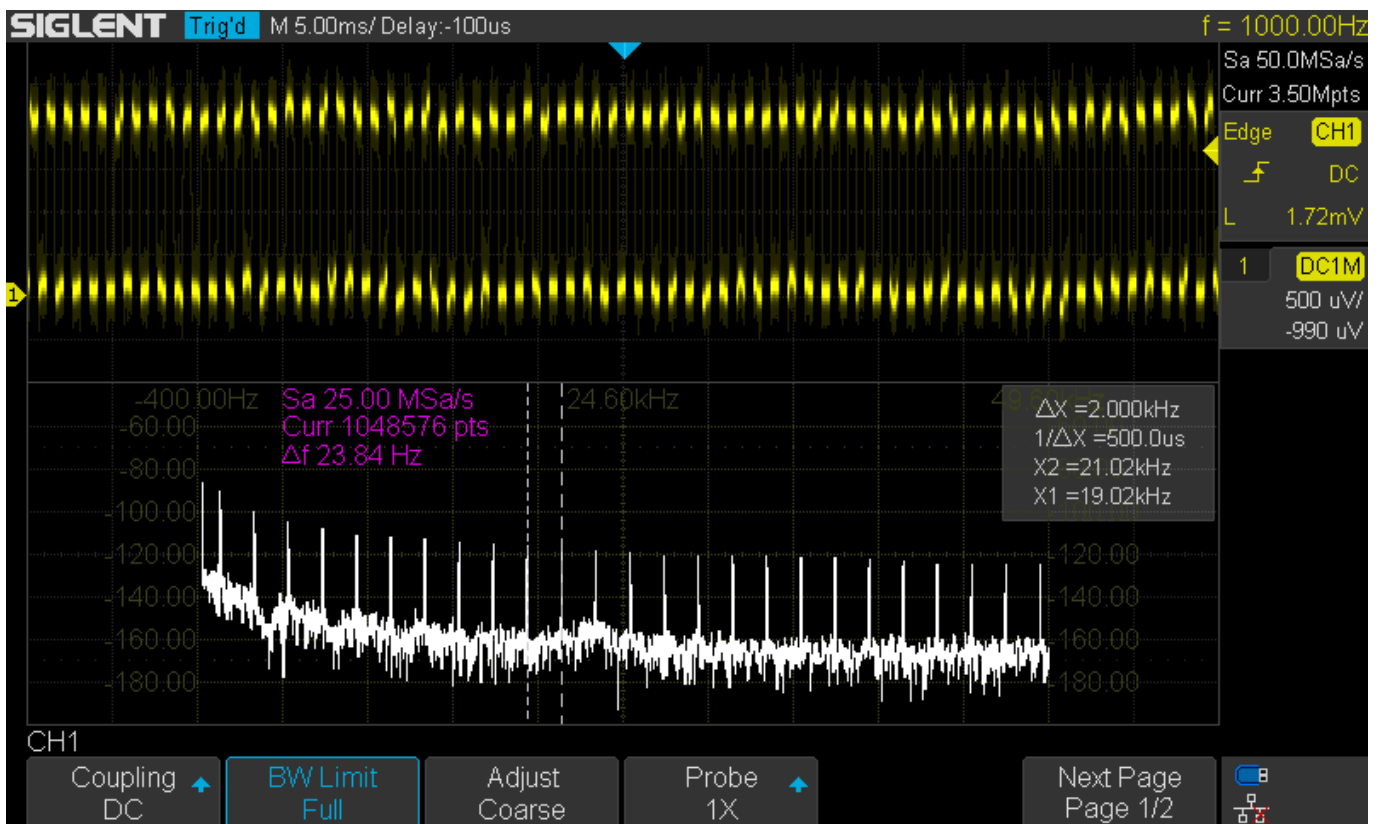 SIGLENT Trig'd M 5.00ms/ Delay:-100us f = 1000.00Hz
Sa 50.0MSa/s
Curr 3.50Mpts
Edge CH1
DC
L 1.72mV
1 DC1M
500 uV/
-990 uV
1
-400.00Hz Sa 25.00 MSa/s 24.60kHz
-60.00 Curr 1048576 pts
Δf 23.84 Hz
-80.00
-100.00
-120.00 -120.00
-140.00 -140.00
-160.00 -160.00
-180.00 -180.00
ΔX =2.000kHz
1/ΔX =500.0us
X2 =21.02kHz
X1 =19.02kHz
CH1
Coupling BW Limit Adjust Probe Next Page
DC Full Coarse 1X Page 1/2